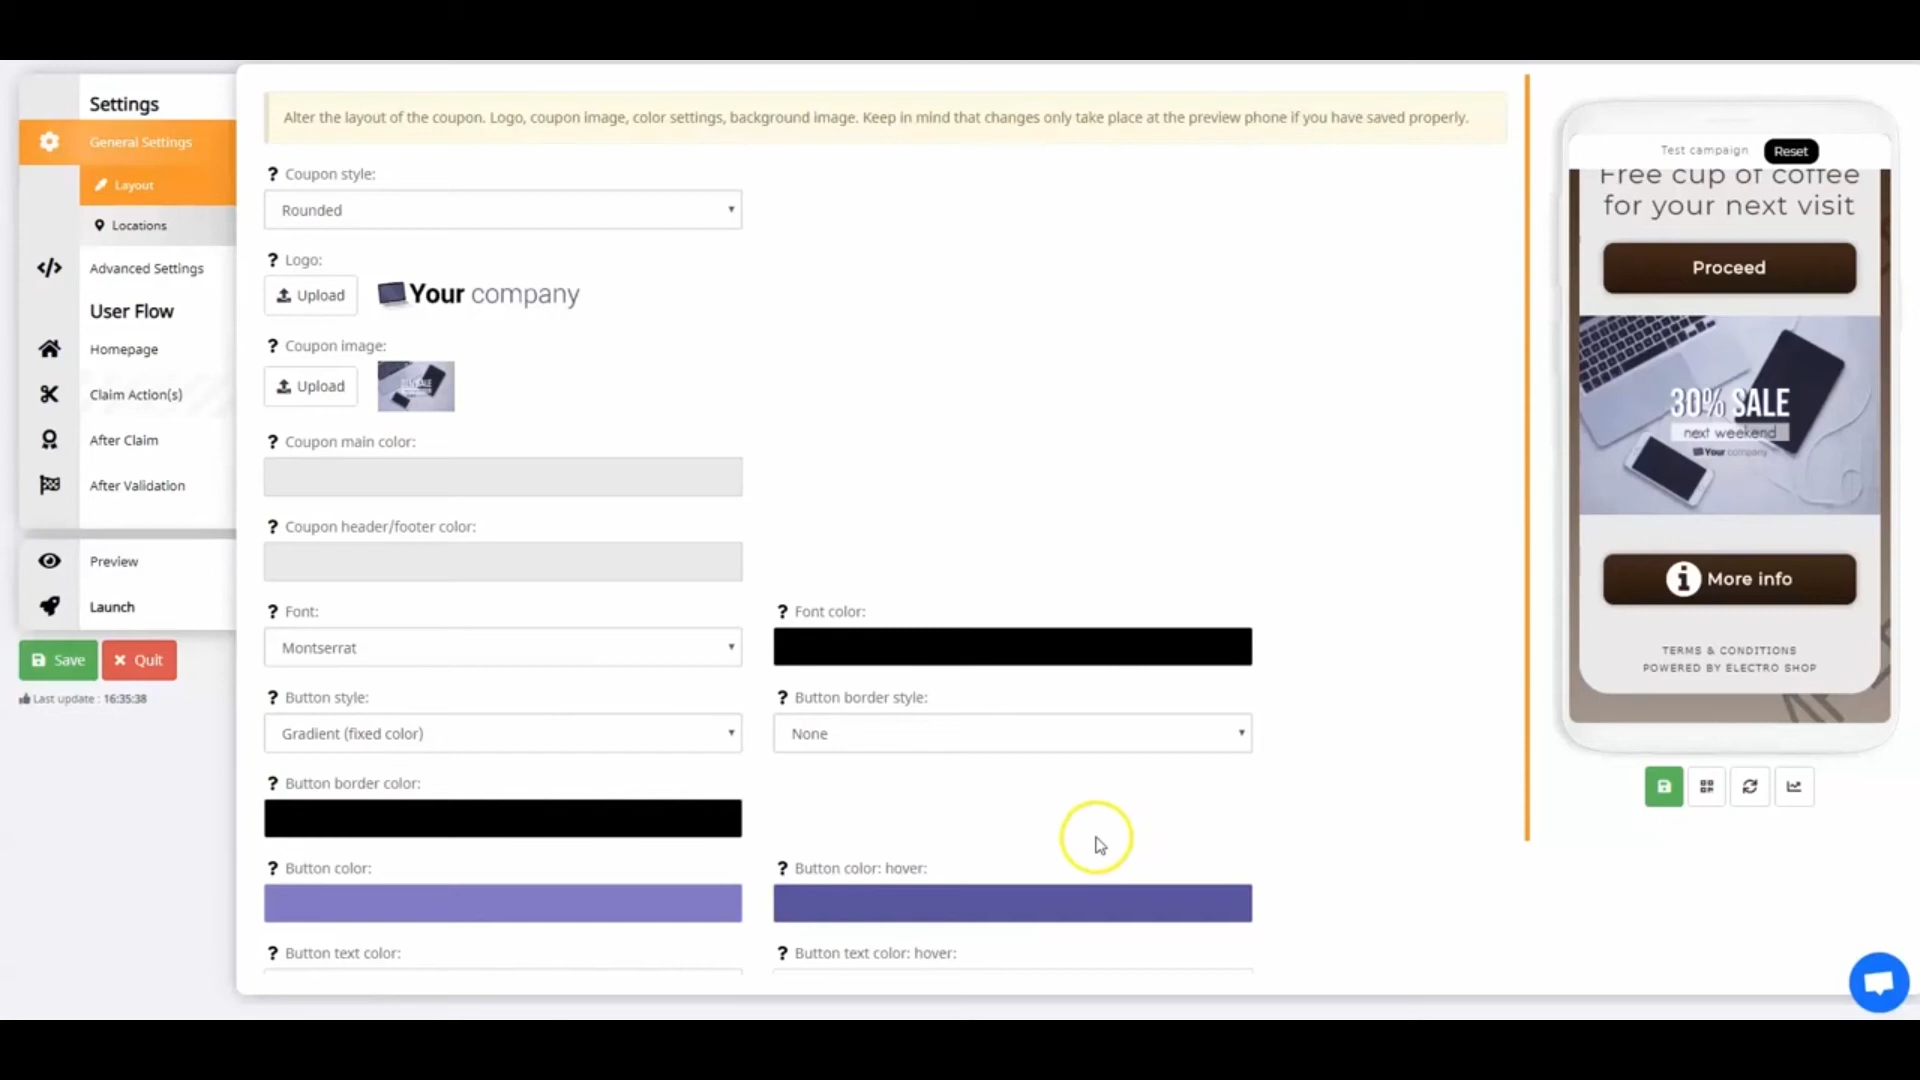 Settings
General Settings
Layout
Locations
Advanced Settings
User Flow
Homepage
Claim Action(s)
After Claim
After Validation
Preview
Launch
Save
Quit
Last update : 16:35:38
Alter the layout of the coupon. Logo, coupon image, color settings, background image. Keep in mind that changes only take place at the preview phone if you have saved properly.
? Coupon style:
Rounded
? Logo:
Upload
Your company
? Coupon image:
Upload
? Coupon main color:
? Coupon header/footer color:
? Font:
Montserrat
? Font color:
? Button style:
Gradient (fixed color)
? Button border style:
None
? Button border color:
? Button color:
? Button color: hover:
? Button text color:
? Button text color: hover:
Test campaign
Reset
Free cup of coffee
for your next visit
Proceed
30% SALE
next weekend
Your company
More info
TERMS & CONDITIONS
POWERED BY ELECTRO SHOP